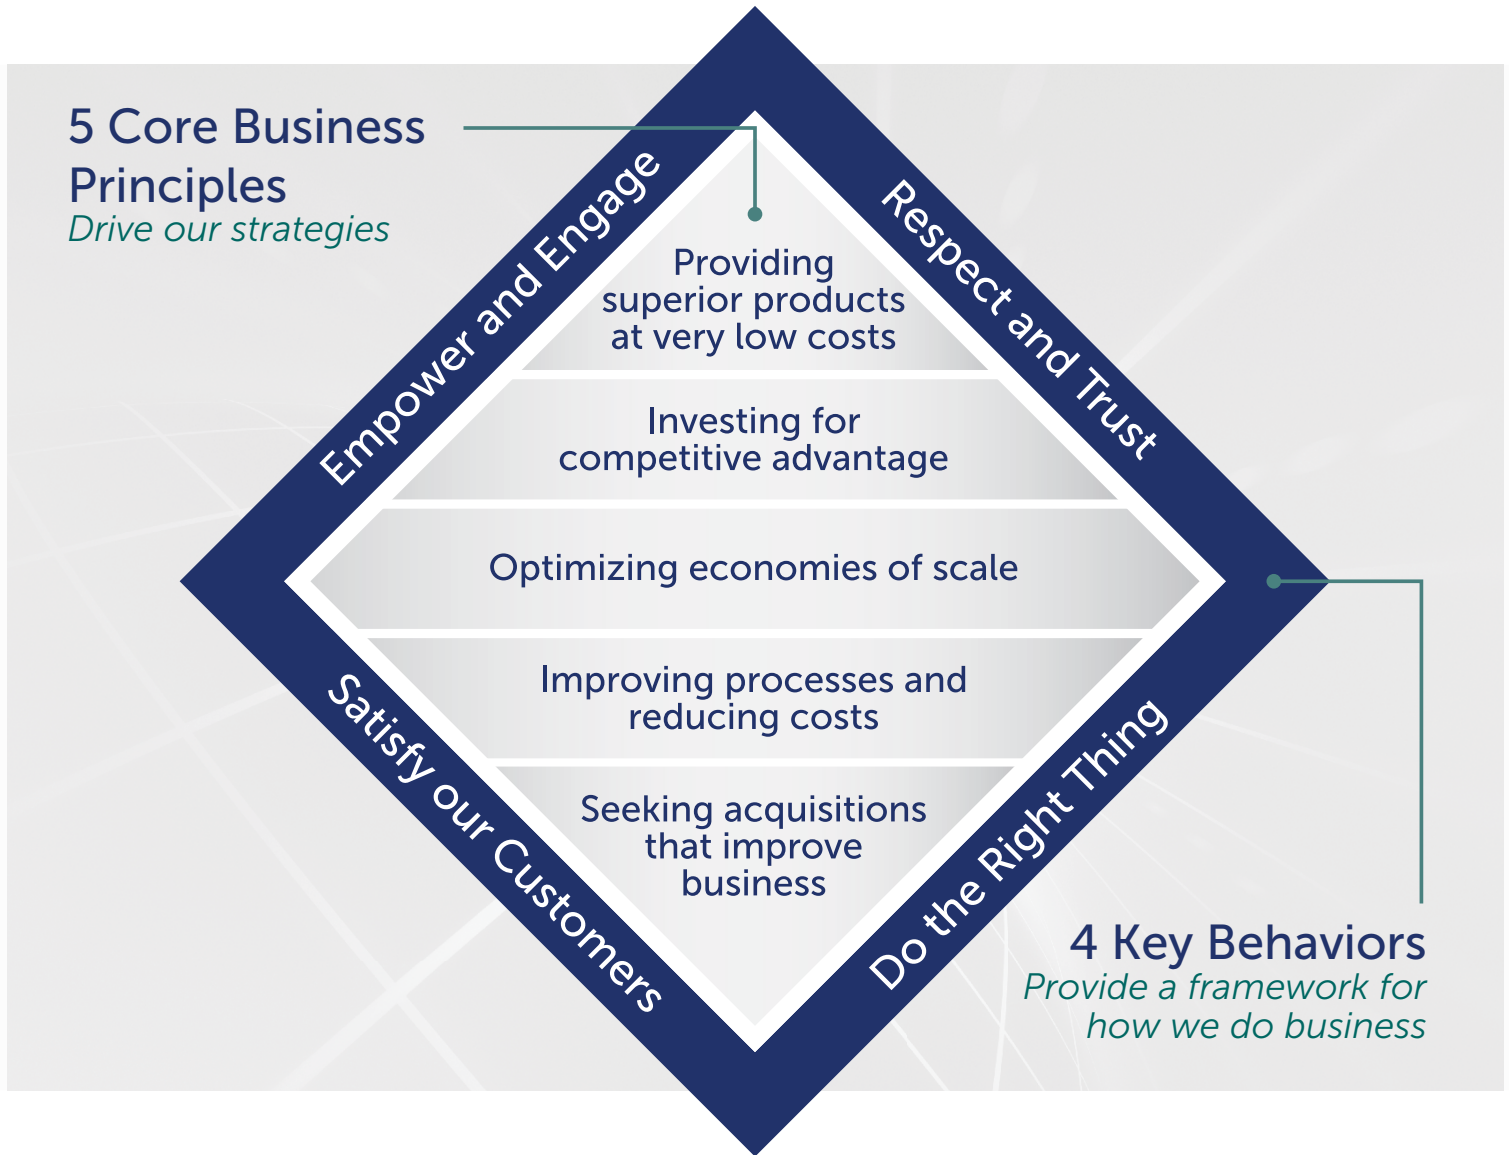 5 Core Business
Principles
Drive our strategies
Empower and Engage
Respect and Trust
Providing
superior products
at very low costs
Investing for
competitive advantage
Optimizing economies of scale
Improving processes and
reducing costs
Seeking acquisitions
that improve
business
Satisfy our Customers
Do the Right Thing
4 Key Behaviors
Provide a framework for
how we do business